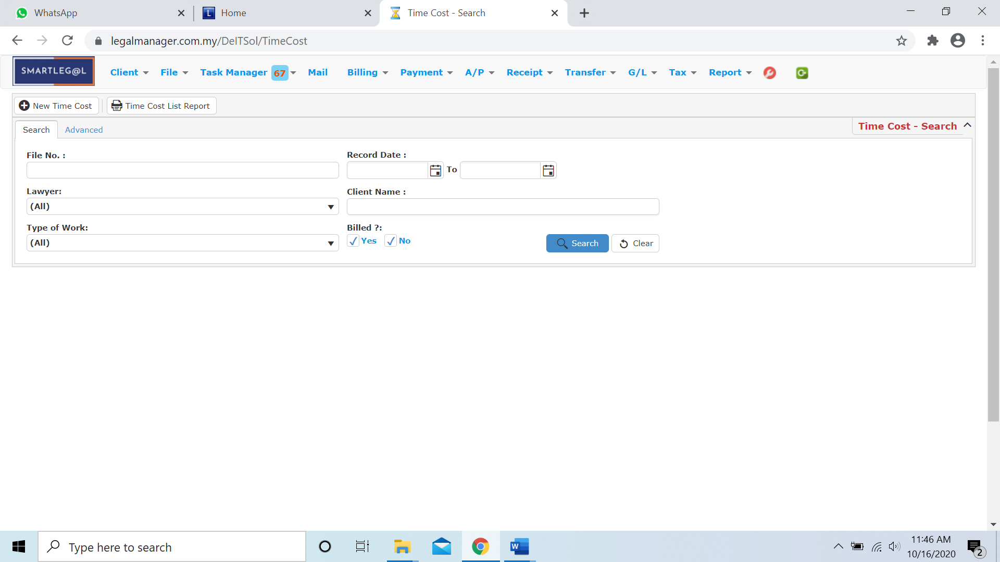 WhatsApp
Home
Time Cost - Search
legalmanager.com.my/DeITSol/TimeCost
SMARTLEG@L
Client File Task Manager 67 Mail Billing Payment A/P Receipt Transfer G/L Tax Report
New Time Cost
Time Cost List Report
Search Advanced
Time Cost - Search
File No. :
Record Date :
To
Lawyer:
(All)
Client Name :
Type of Work:
(All)
Billed ?:
Yes No
Search
Clear
Type here to search
11:46 AM
10/16/2020
2